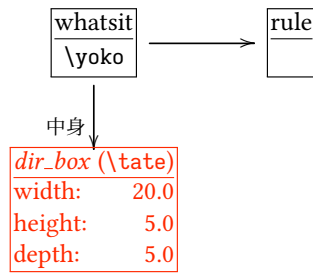 whatsit
\yoko
rule
中身
dir_box (\tate)
width: 20.0
height: 5.0
depth: 5.0